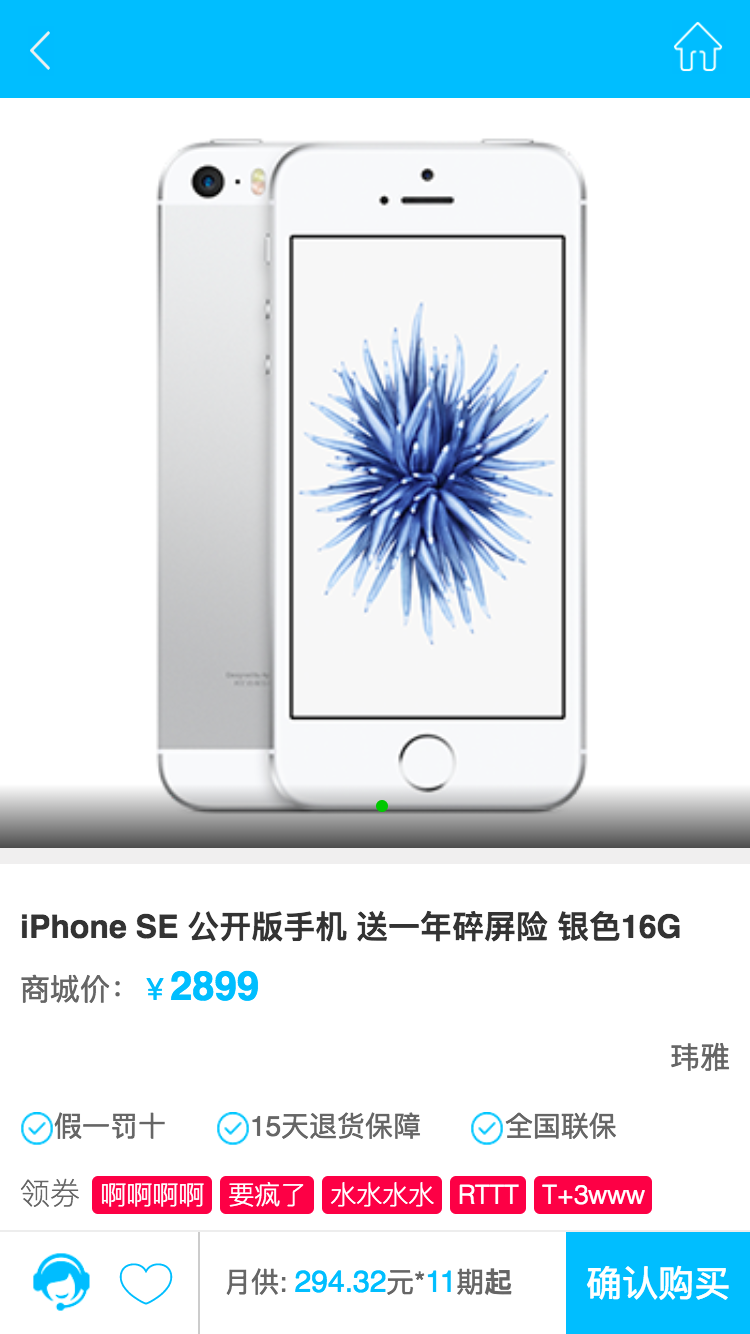 iPhone SE 公开版手机 送一年碎屏险 银色16G
商城价: ¥2899
玮雅
假一罚十 15天退货保障 全国联保
领券 啊啊啊啊 要疯了 水水水水 RTTT T+3www
月供: 294.32元*11期起 确认购买